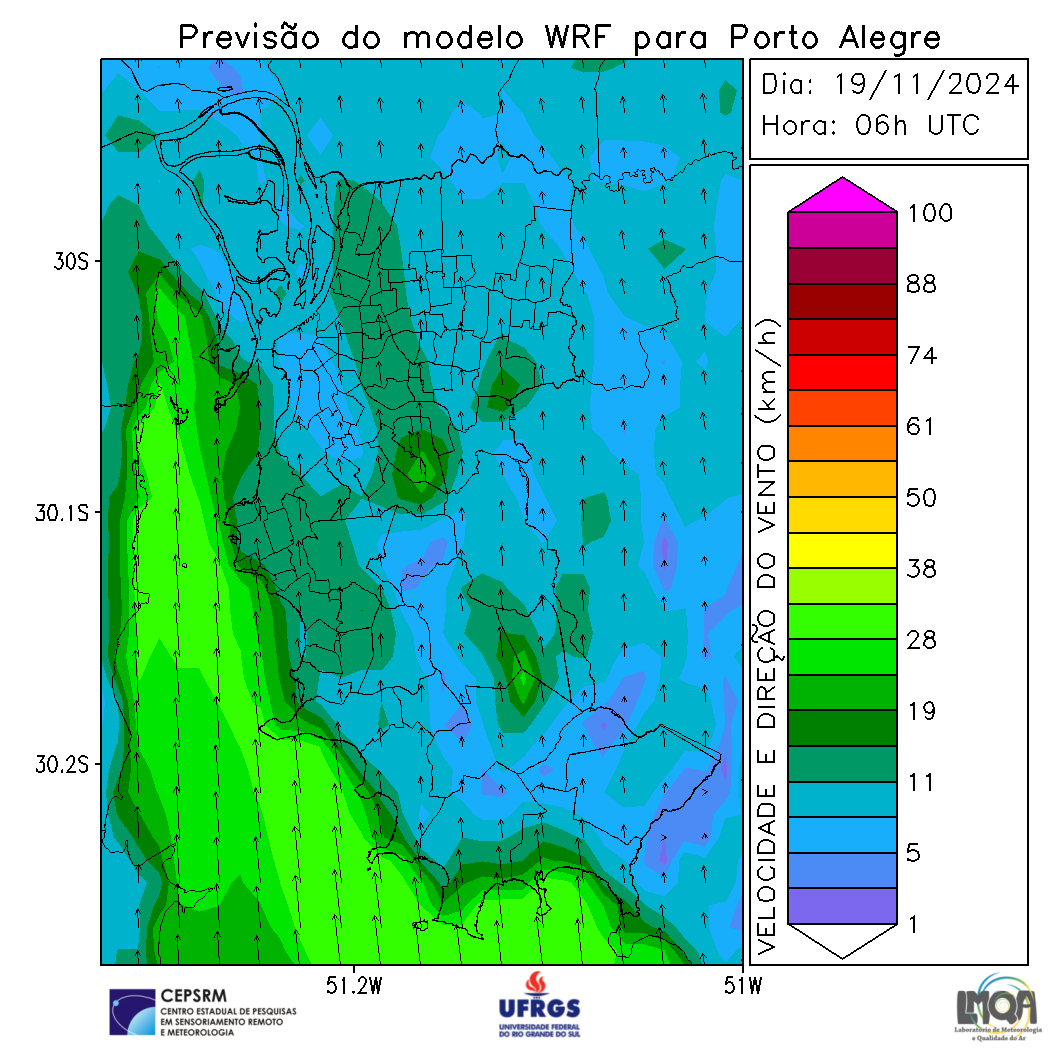 Previsão do modelo WRF para Porto Alegre
Dia: 19/11/2024
Hora: 06h UTC
30S
30.1S
30.2S
51.2W
51W
VELOCIDADE E DIREÇÃO DO VENTO (km/h)
100
88
74
61
50
38
28
19
11
5
1
CEPSRM
CENTRO ESTADUAL DE PESQUISAS
EM SENSORIAMENTO REMOTO
E METEOROLOGIA
UFRGS
UNIVERSIDADE FEDERAL
DO RIO GRANDE DO SUL
LMQA
Laboratório de Meteorologia
e Qualidade do Ar